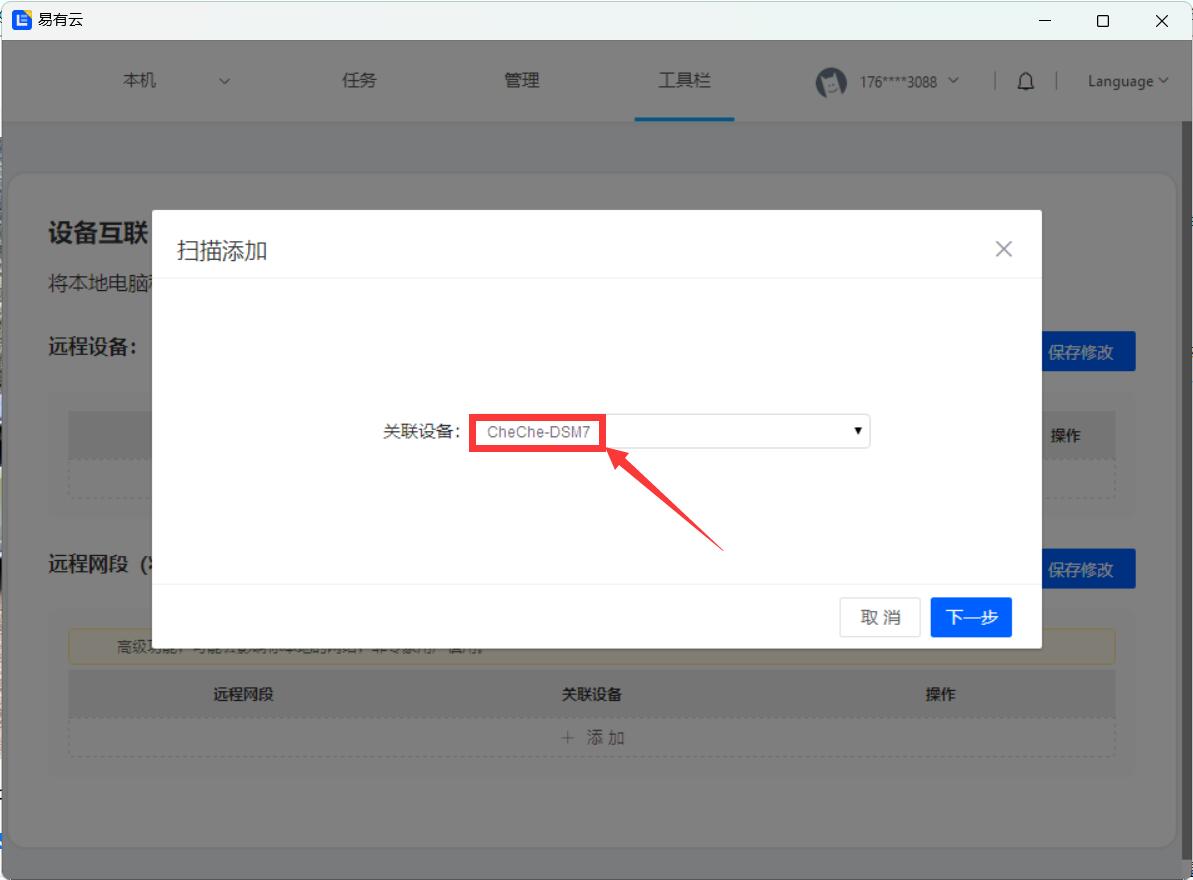 易有云
本机 任务 管理 工具栏 176****3088 Language
设备互联
扫描添加
将本地电脑
远程设备：
保存修改
关联设备： CheChe-DSM7
操作
远程网段（
保存修改
取 消 下一步
高级功能，
远程网段 关联设备 操作
+ 添 加